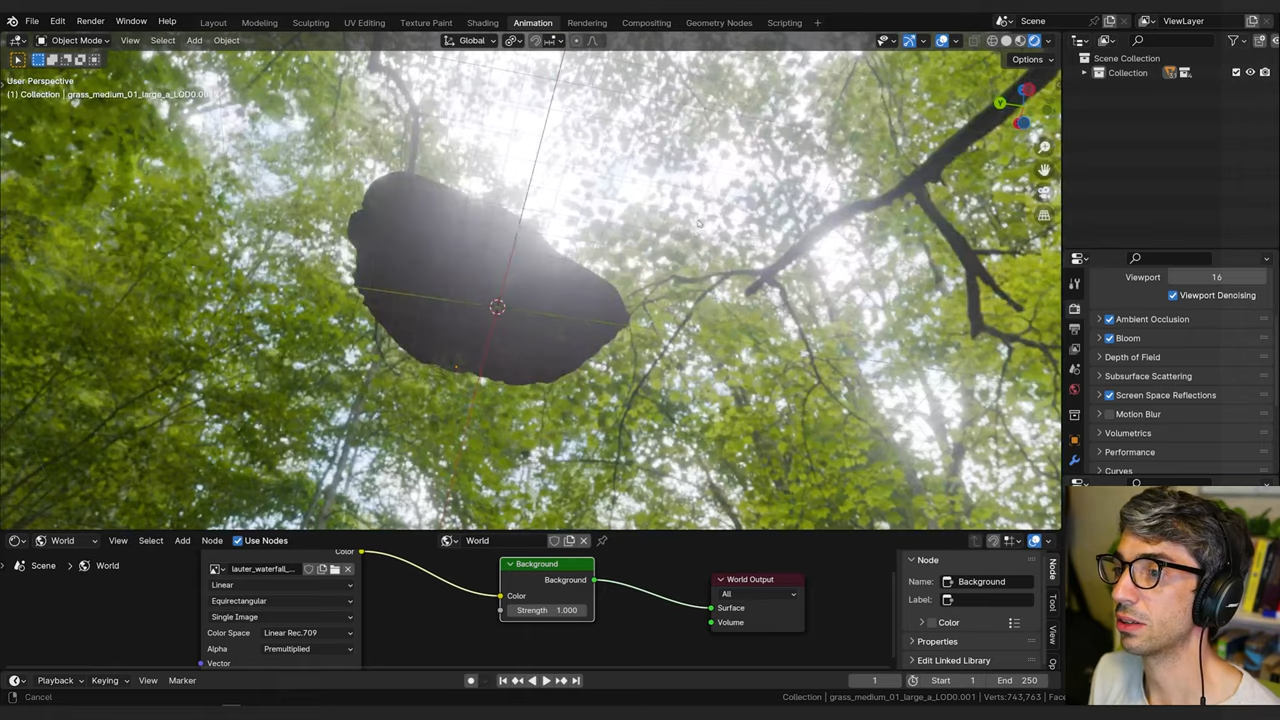 File Edit Render Window Help Layout Modeling Sculpting UV Editing Texture Paint Shading Animation Rendering Compositing Geometry Nodes Scripting + Scene ViewLayer
Object Mode View Select Add Object Global
Options
User Perspective
(1) Collection | grass_medium_01_large_a_LOD0.00
Y
Scene Collection
Collection
Viewport 16
Viewport Denoising
Ambient Occlusion
Bloom
Depth of Field
Subsurface Scattering
Screen Space Reflections
Motion Blur
Volumetrics
Performance
Curves
World View Select Add Node Use Nodes World
Scene World
Color
lauter_waterfall_...
Linear
Equirectangular
Single Image
Color Space Linear Rec.709
Alpha Premultiplied
Vector
Background
Background
Color
Strength 1.000
World Output
All
Surface
Volume
Node
Name: Background
Label:
Color
Properties
Edit Linked Library
Node
Tool
View
Op
Playback Keying View Marker 1 Start 1 End 250
Cancel
Collection | grass_medium_01_large_a_LOD0.001 | Verts:743,763 | Face